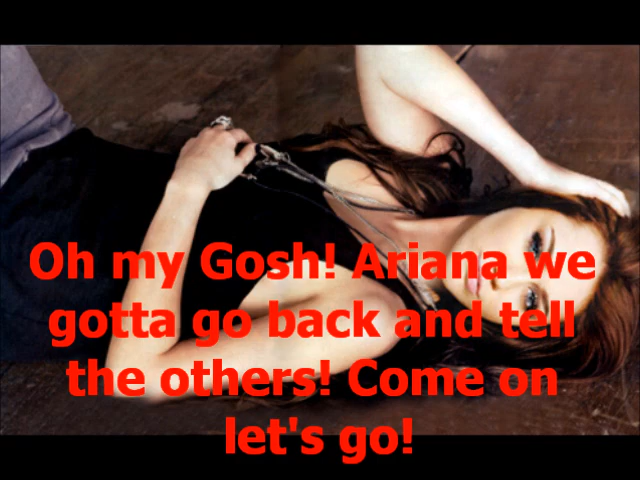 Oh my Gosh! Ariana we
gotta go back and tell
the others! Come on
let's go!